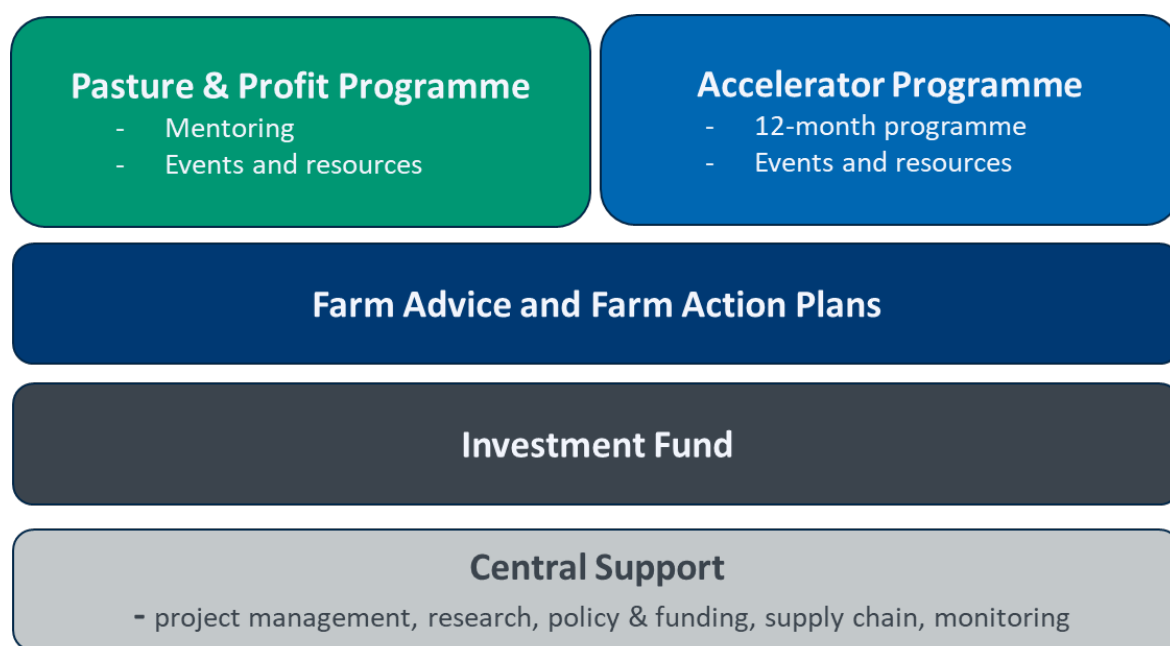 Pasture & Profit Programme
- Mentoring
- Events and resources
Accelerator Programme
- 12-month programme
- Events and resources
Farm Advice and Farm Action Plans
Investment Fund
Central Support
- project management, research, policy & funding, supply chain, monitoring